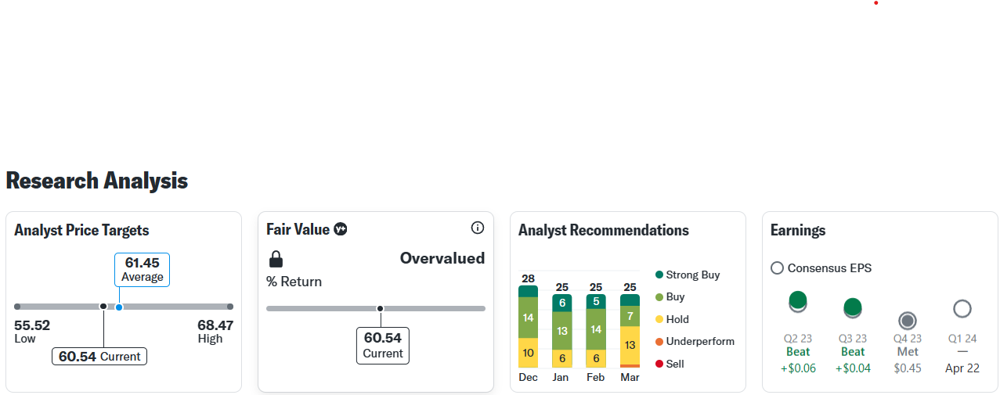 Research Analysis
Analyst Price Targets
61.45
Average
55.52
Low
68.47
High
60.54 Current
Fair Value y+
Overvalued
% Return
60.54
Current
Analyst Recommendations
28
14
10
Dec
25
6
13
6
Jan
25
5
14
6
Feb
25
7
13
Mar
Strong Buy
Buy
Hold
Underperform
Sell
Earnings
Consensus EPS
Q2 23
Beat
+$0.06
Q3 23
Beat
+$0.04
Q4 23
Met
$0.45
Q1 24
—
Apr 22